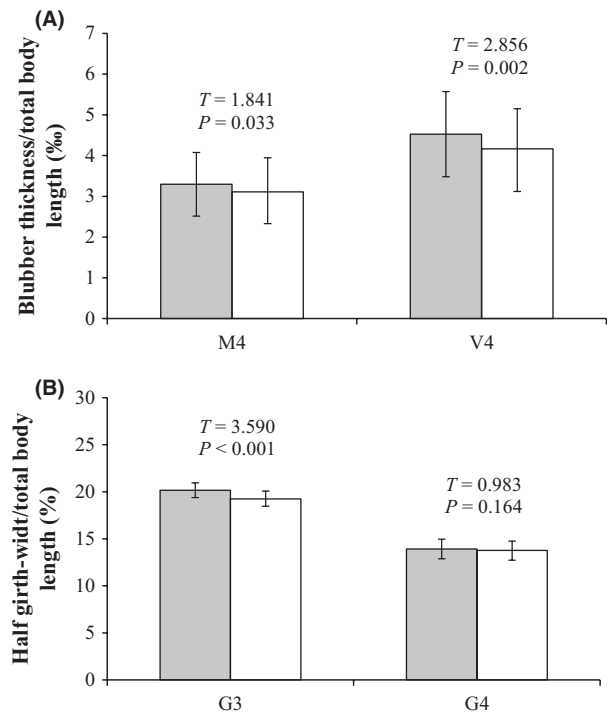 (A)
Blubber thickness/total body
length (‰)
7
6
5
4
3
2
1
0
T = 1.841
P = 0.033
T = 2.856
P = 0.002
M4
V4
(B)
Half girth-widt/total body
length (%)
30
25
20
15
10
5
0
T = 3.590
P < 0.001
T = 0.983
P = 0.164
G3
G4